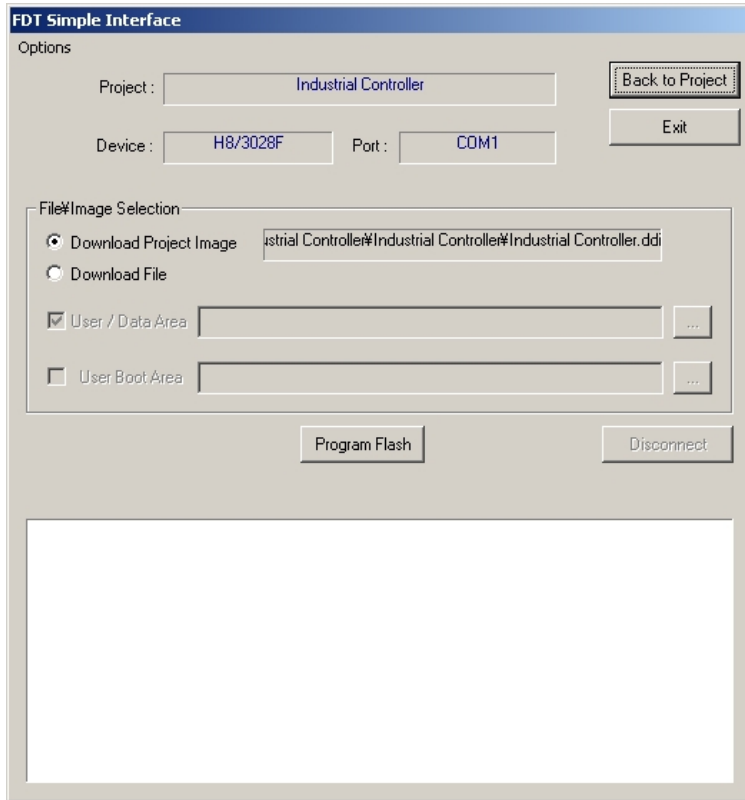 FDT Simple Interface
Options
Project : Industrial Controller Back to Project
Device : H8/3028F Port : COM1 Exit
File¥Image Selection
Download Project Image ustrial Controller¥Industrial Controller¥Industrial Controller.ddi
Download File
User / Data Area ...
User Boot Area ...
Program Flash Disconnect